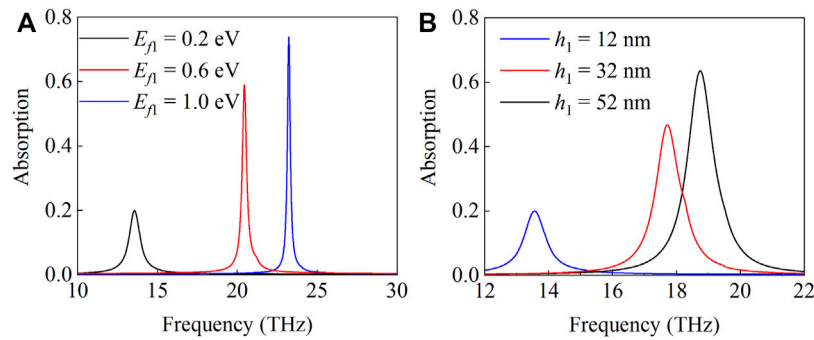 A
E_f1 = 0.2 eV
E_f1 = 0.6 eV
E_f1 = 1.0 eV
0.8
0.6
0.4
0.2
0.0
Absorption
10 15 20 25 30
Frequency (THz)
B
h_1 = 12 nm
h_1 = 32 nm
h_1 = 52 nm
0.8
0.6
0.4
0.2
0.0
Absorption
12 14 16 18 20 22
Frequency (THz)